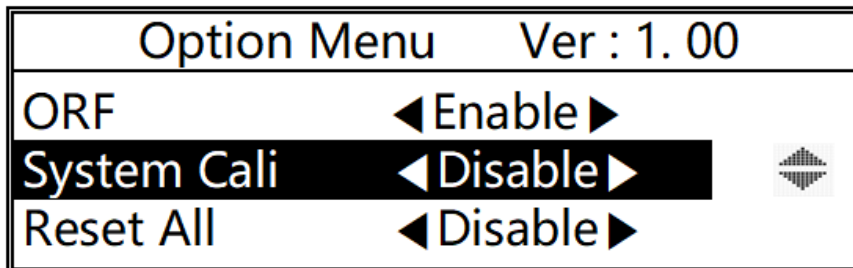 Option Menu Ver : 1. 00
ORF ◀Enable▶
System Cali ◀Disable▶
Reset All ◀Disable▶